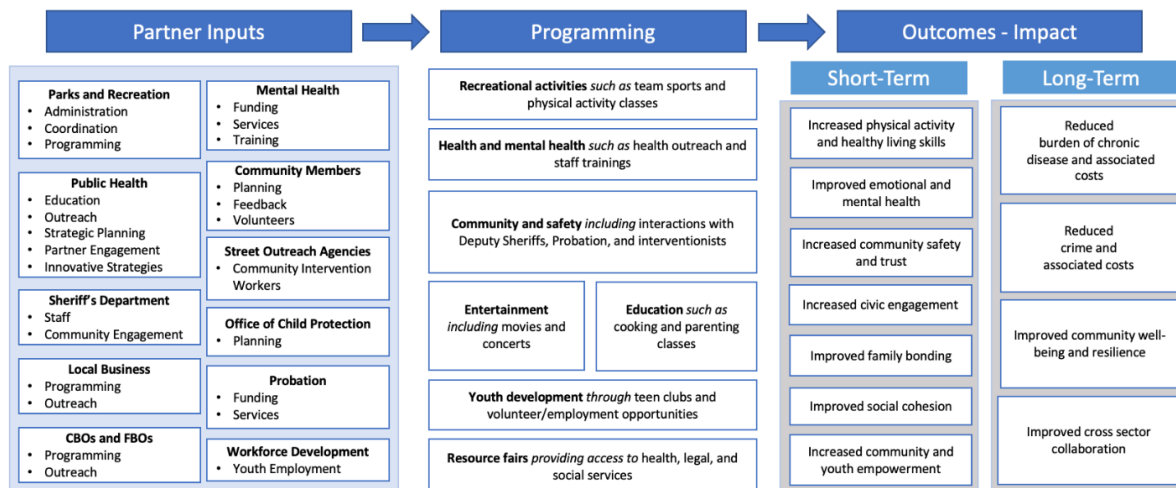 Partner Inputs
Programming
Outcomes - Impact
Parks and Recreation
• Administration
• Coordination
• Programming
Public Health
• Education
• Outreach
• Strategic Planning
• Partner Engagement
• Innovative Strategies
Sheriff's Department
• Staff
• Community Engagement
Local Business
• Programming
• Outreach
CBOs and FBOs
• Programming
• Outreach
Mental Health
• Funding
• Services
• Training
Community Members
• Planning
• Feedback
• Volunteers
Street Outreach Agencies
• Community Intervention
Workers
Office of Child Protection
• Planning
Probation
• Funding
• Services
Workforce Development
• Youth Employment
Recreational activities such as team sports and
physical activity classes
Health and mental health such as health outreach and
staff trainings
Community and safety including interactions with
Deputy Sheriffs, Probation, and interventionists
Entertainment
including movies and
concerts
Education such as
cooking and parenting
classes
Youth development through teen clubs and
volunteer/employment opportunities
Resource fairs providing access to health, legal, and
social services
Short-Term
Increased physical activity
and healthy living skills
Improved emotional and
mental health
Increased community safety
and trust
Increased civic engagement
Improved family bonding
Improved social cohesion
Increased community and
youth empowerment
Long-Term
Reduced
burden of chronic
disease and associated
costs
Reduced
crime and
associated costs
Improved community well-
being and resilience
Improved cross sector
collaboration